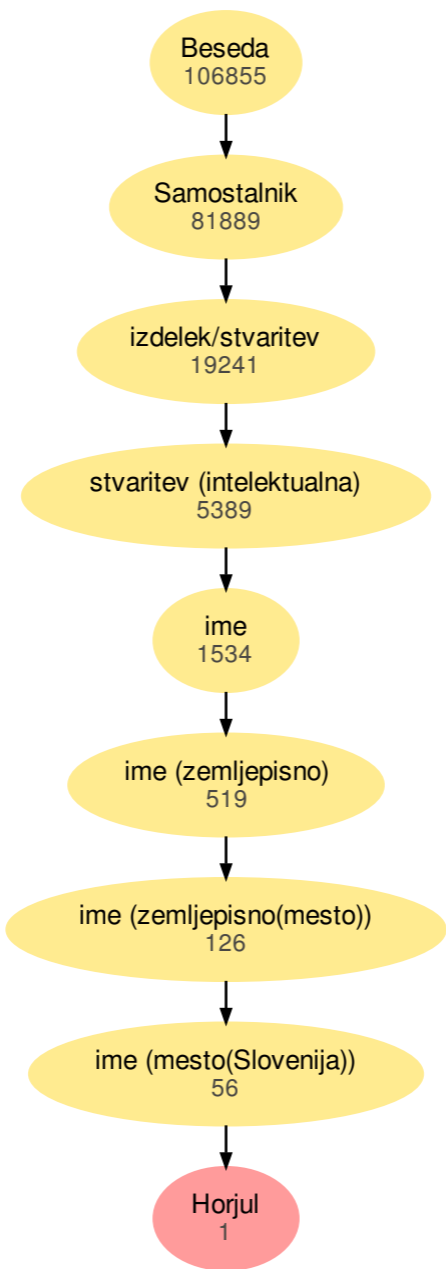 Beseda
106855
Samostalnik
81889
izdelek/stvaritev
19241
stvaritev (intelektualna)
5389
ime
1534
ime (zemljepisno)
519
ime (zemljepisno(mesto))
126
ime (mesto(Slovenija))
56
Horjul
1